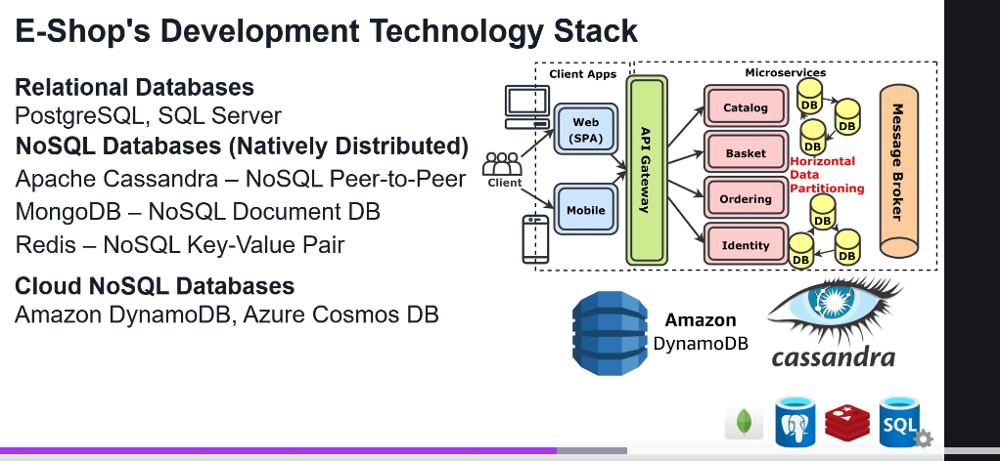 E-Shop's Development Technology Stack
Relational Databases
PostgreSQL, SQL Server
NoSQL Databases (Natively Distributed)
Apache Cassandra – NoSQL Peer-to-Peer
MongoDB – NoSQL Document DB
Redis – NoSQL Key-Value Pair
Cloud NoSQL Databases
Amazon DynamoDB, Azure Cosmos DB
Client Apps
Microservices
Client
Web
(SPA)
Mobile
API Gateway
Catalog
Basket
Ordering
Identity
DB
DB
DB
Horizontal
Data
Partitioning
DB
DB
DB
Message Broker
Amazon
DynamoDB
cassandra
SQL